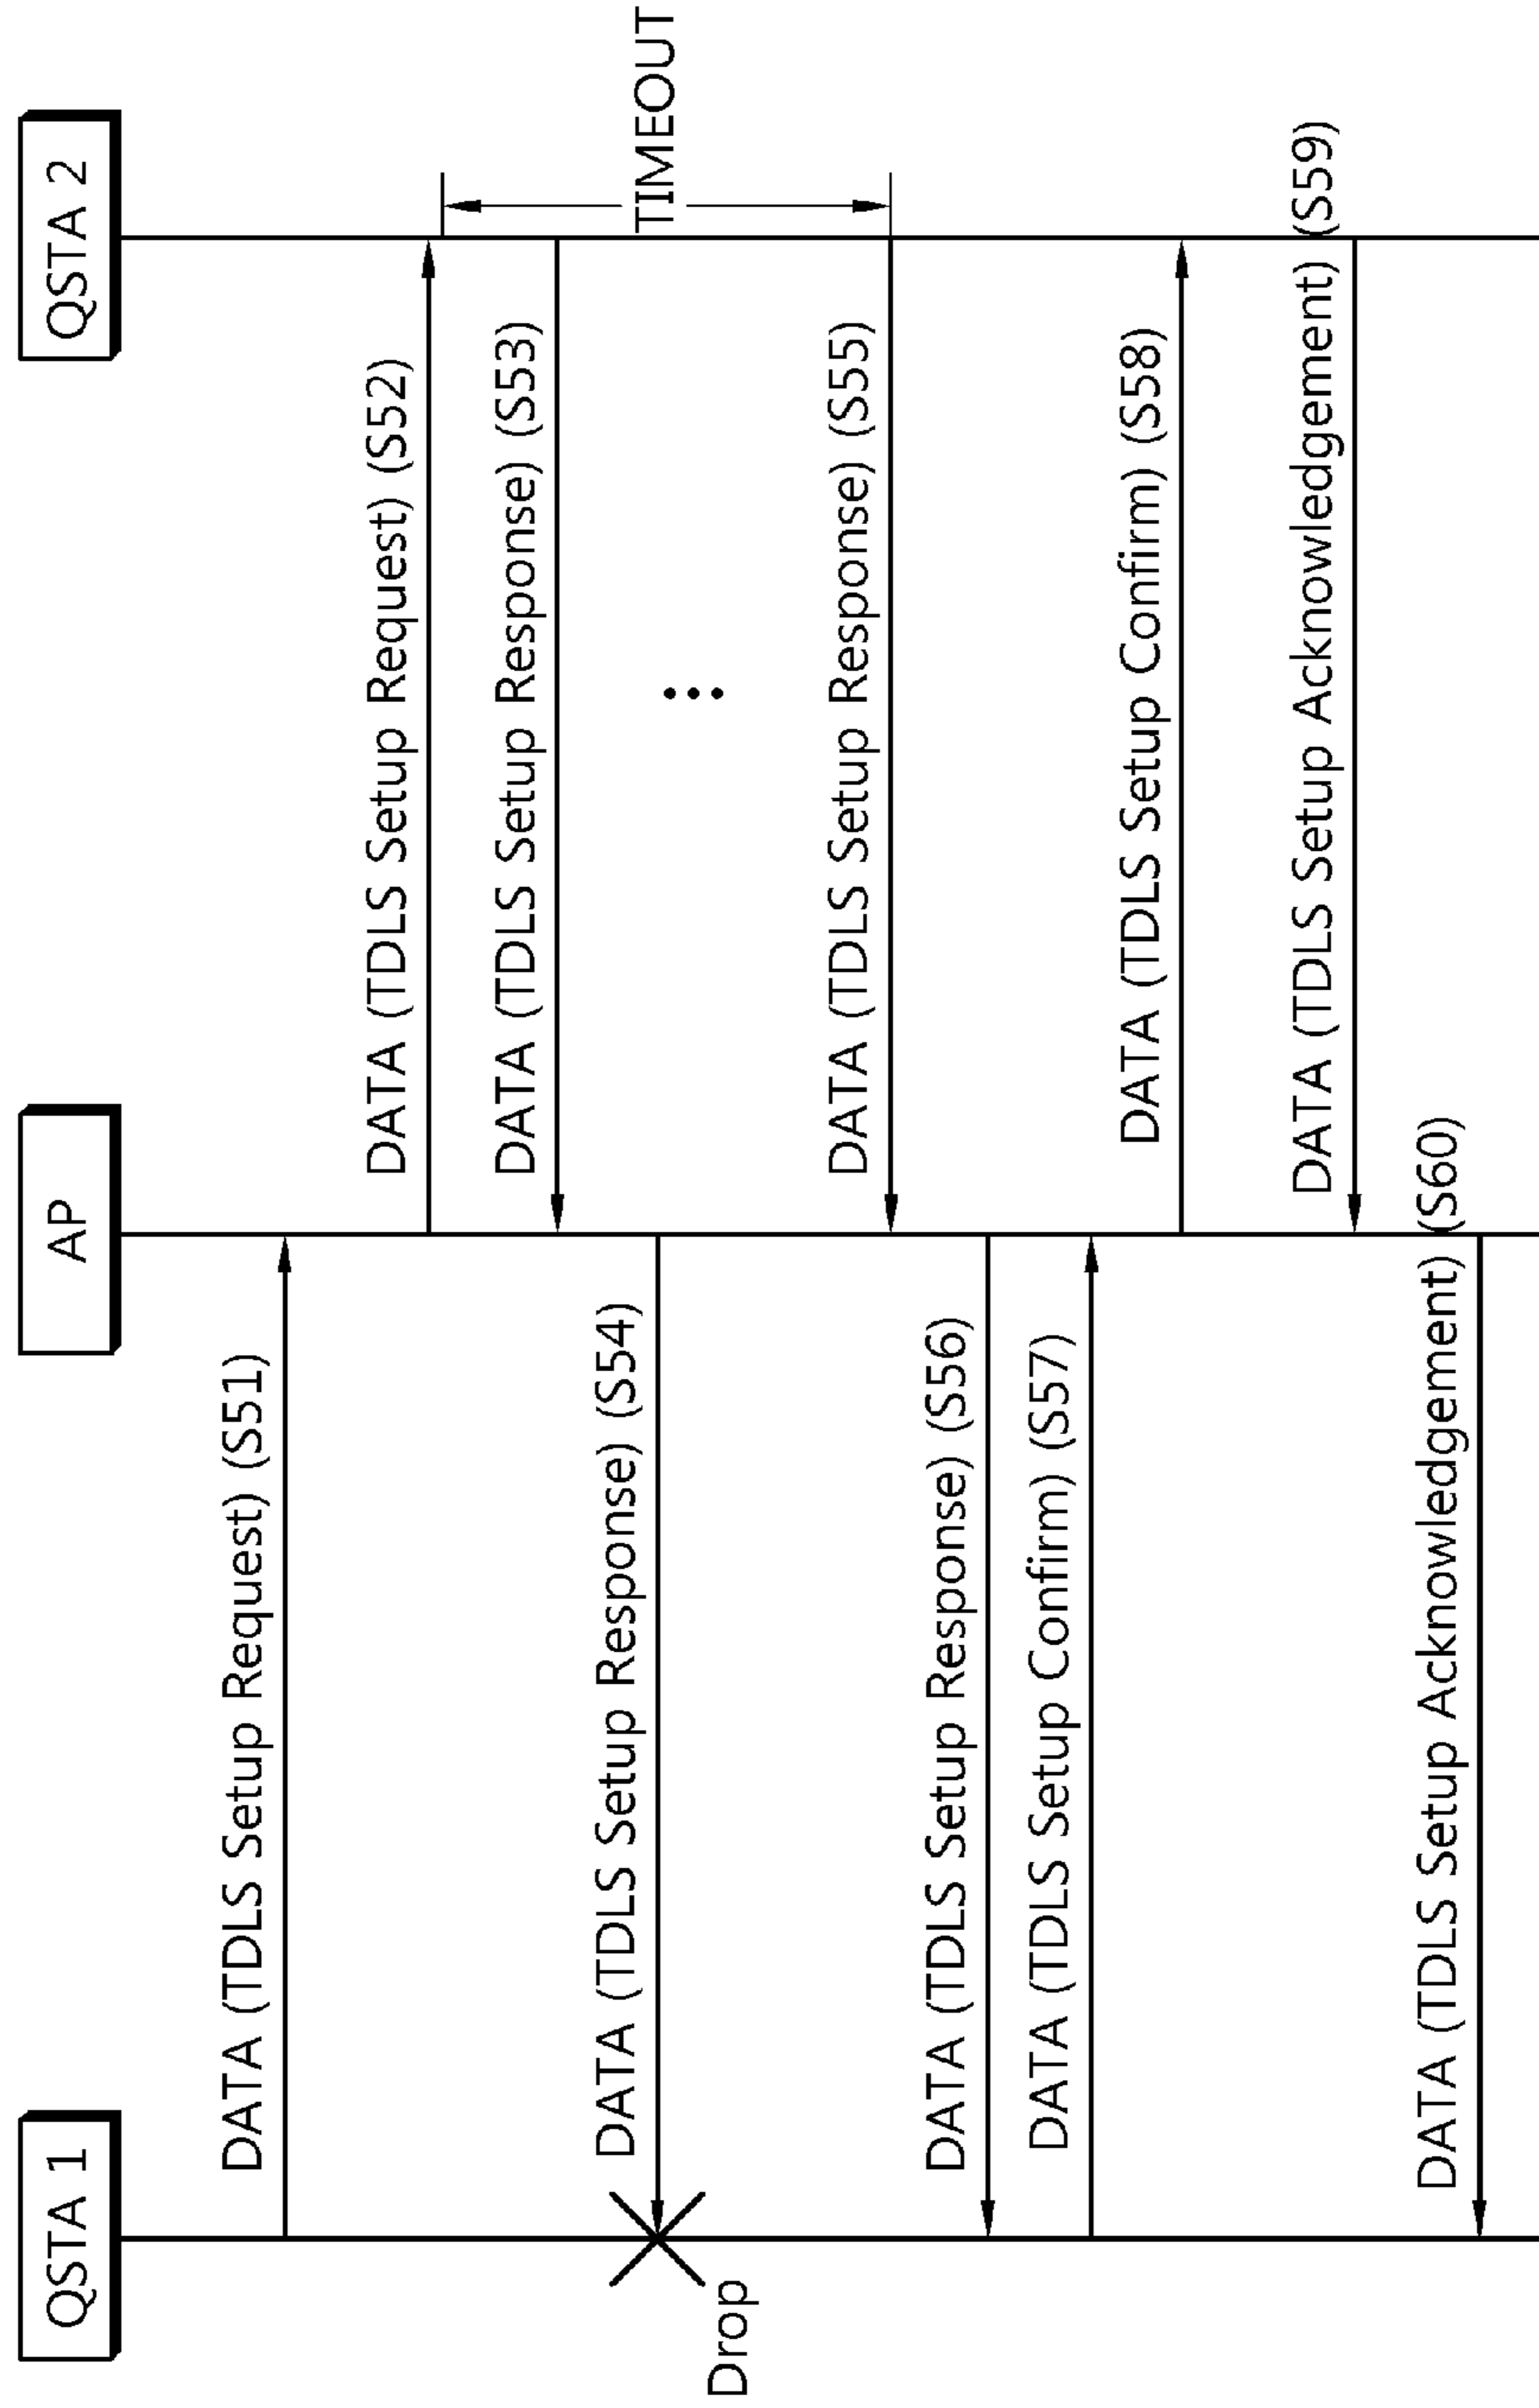 QSTA 1
AP
QSTA 2
DATA (TDLS Setup Request) (S51)
DATA (TDLS Setup Request) (S52)
DATA (TDLS Setup Response) (S53)
DATA (TDLS Setup Response) (S54)
Drop
TIMEOUT
DATA (TDLS Setup Response) (S55)
DATA (TDLS Setup Response) (S56)
DATA (TDLS Setup Confirm) (S57)
DATA (TDLS Setup Confirm) (S58)
DATA (TDLS Setup Acknowledgement) (S59)
DATA (TDLS Setup Acknowledgement) (S60)